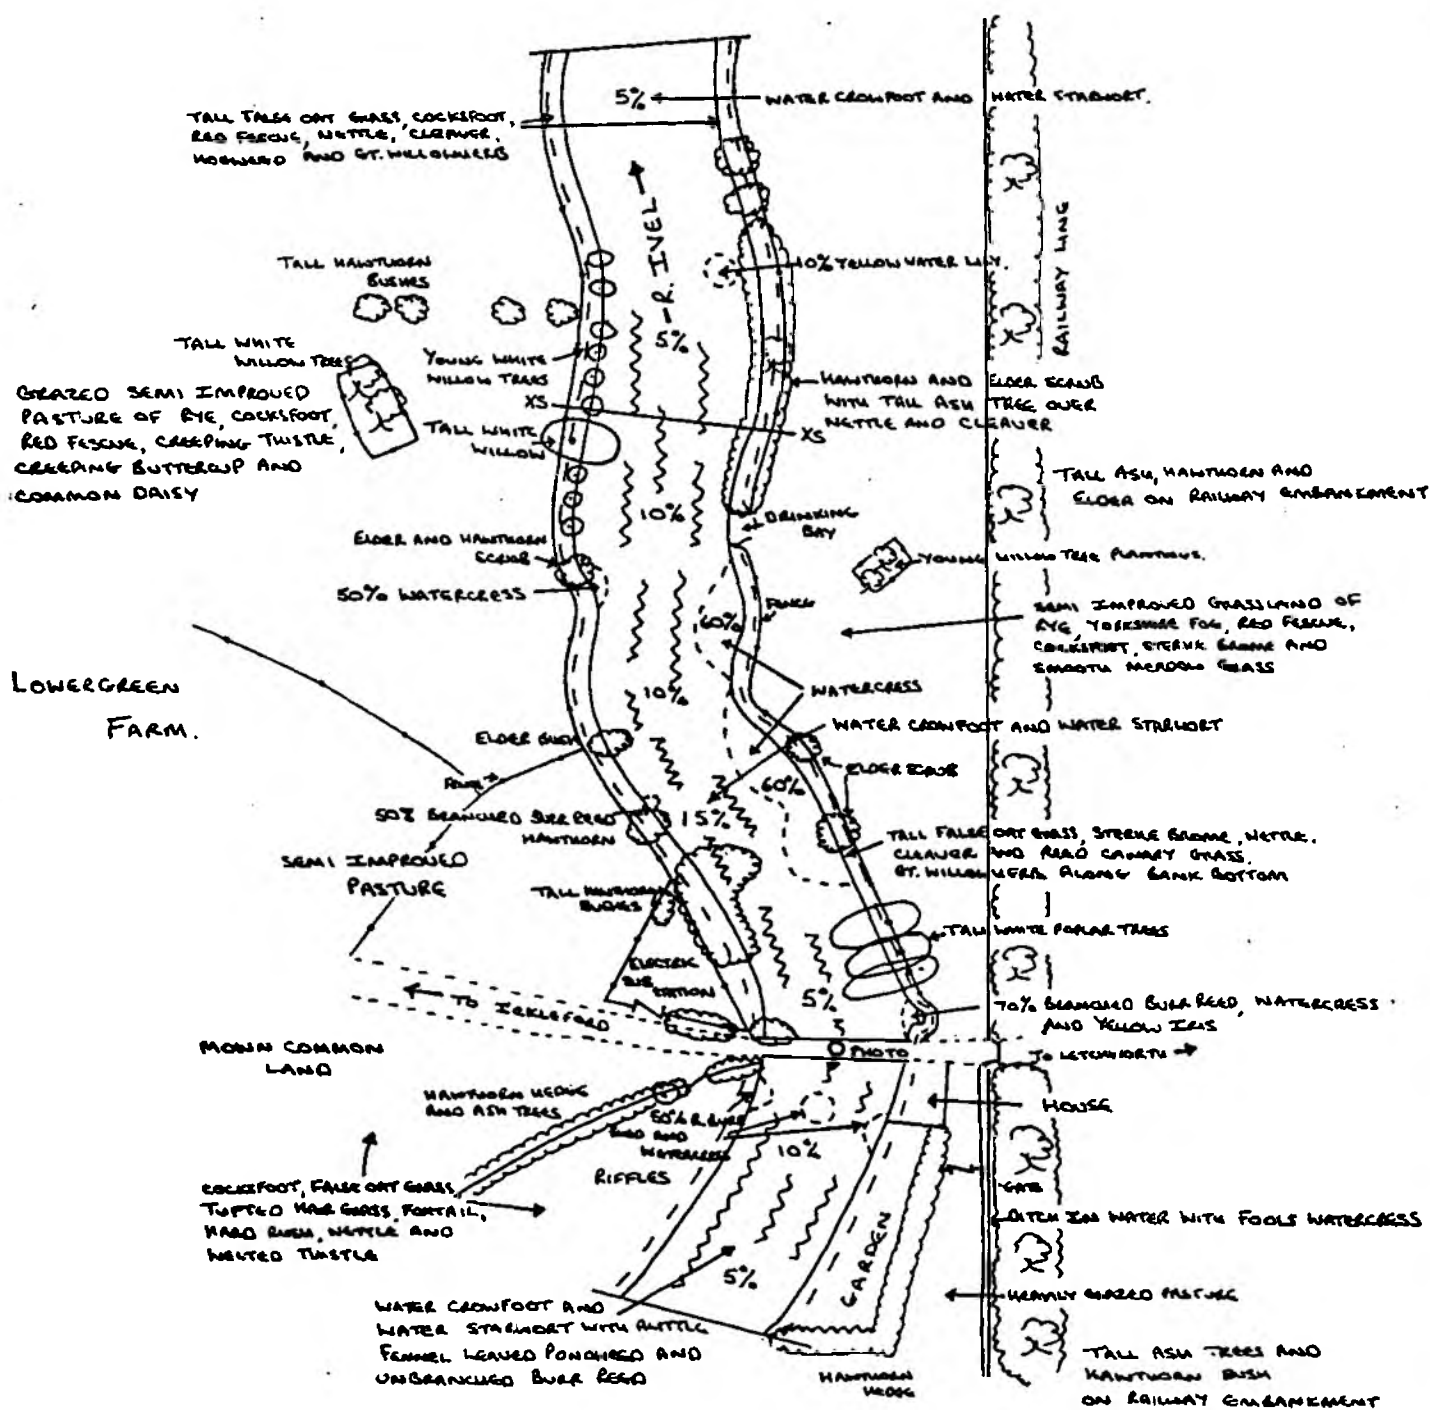 5%
WATER CROWFOOT AND WATER STARWORT.
TALL FALSE OAT GRASS, COCKSFOOT,
RED FESCUE, NETTLE, CLEAVER,
HOGWEED AND GT. WILLOWHERB
R. IVEL
RAILWAY LINE
TALL HAWTHORN
BUSHES
10% YELLOW WATER LILY.
5%
TALL WHITE
WILLOW TREES
YOUNG WHITE
WILLOW TREES
XS
GRAZED SEMI IMPROVED
PASTURE OF RYE, COCKSFOOT,
RED FESCUE, CREEPING THISTLE,
CREEPING BUTTERCUP AND
COMMON DAISY
HAWTHORN AND ELDER SCRUB
WITH TALL ASH TREE OVER
NETTLE AND CLEAVER
XS
TALL WHITE
WILLOW
TALL ASH, HAWTHORN AND
ELDER ON RAILWAY EMBANKMENT
10%
DRINKING
BAY
ELDER AND HAWTHORN
SCRUB
YOUNG WILLOW TREE PLANTINGS.
50% WATERCRESS
FENCE
60%
SEMI IMPROVED GRASSLAND OF
RYE, YORKSHIRE FOG, RED FESCUE,
COCKSFOOT, STERILE BROME AND
SMOOTH MEADOW GRASS
LOWERGREEN
FARM.
10%
WATERCRESS
WATER CROWFOOT AND WATER STARWORT
ELDER BUSH
FENCE
ELDER SCRUB
60%
50% BRANCHED BURR REED
HAWTHORN
15%
TALL FALSE OAT GRASS, STERILE BROME, NETTLE,
CLEAVER AND REED CANARY GRASS.
GT. WILLOWHERB ALONG BANK BOTTOM
SEMI IMPROVED
PASTURE
TALL HAWTHORN
BUSHES
TALL WHITE POPLAR TREES
ELECTRIC
SUB
STATION
5%
70% BRANCHED BURR REED, WATERCRESS
AND YELLOW IRIS
TO ICKLEFORD
PHOTO
TO LETCHWORTH
MOWN COMMON
LAND
HAWTHORN HEDGE
AND ASH TREES
HOUSE
50% B. BURR
REED AND
WATERCRESS
10%
RIFFLES
GATE
COCKSFOOT, FALSE OAT GRASS
TUFTED HAIR GRASS, FOXTAIL,
HARD RUSH, NETTLE AND
WELTED THISTLE
DITCH IN WATER WITH FOOLS WATERCRESS
GARDEN
5%
HEAVILY GRAZED PASTURE
WATER CROWFOOT AND
WATER STARWORT WITH A LITTLE
FENNEL LEAVED PONDWEED AND
UNBRANCHED BURR REED
HAWTHORN
HEDGE
TALL ASH TREES AND
HAWTHORN BUSH
ON RAILWAY EMBANKMENT